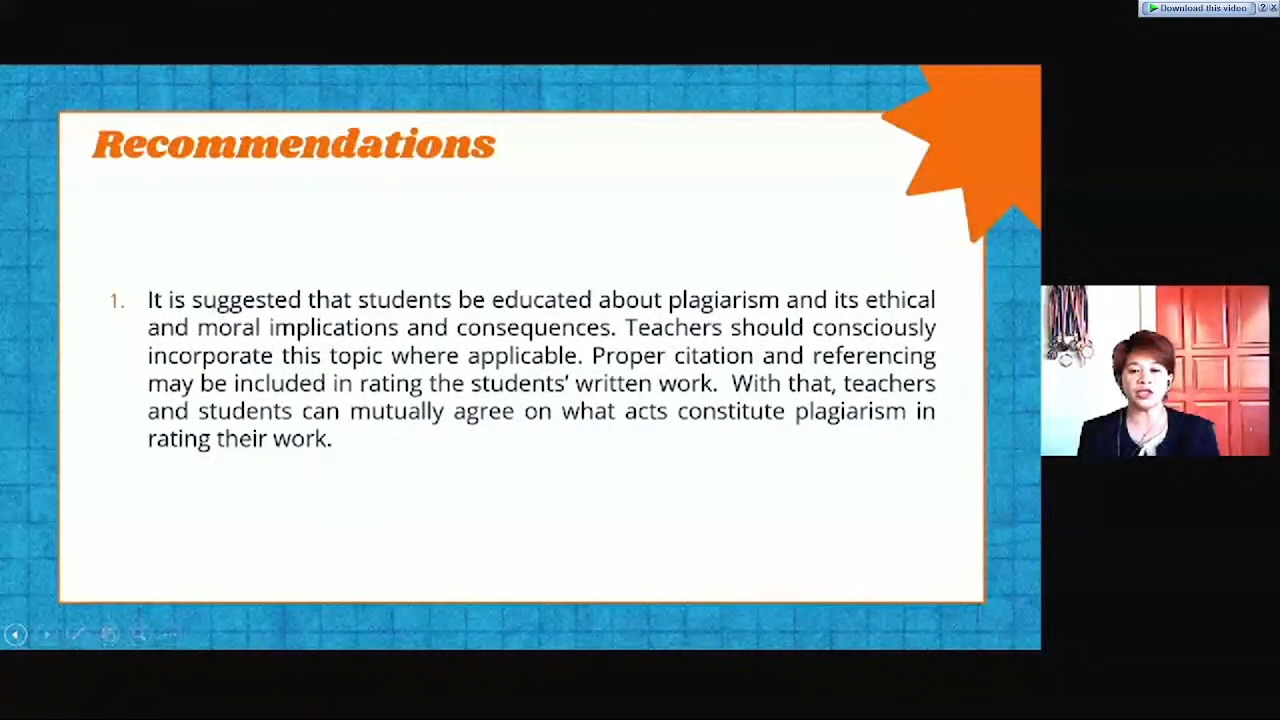 Download this video
Recommendations
1. It is suggested that students be educated about plagiarism and its ethical
and moral implications and consequences. Teachers should consciously
incorporate this topic where applicable. Proper citation and referencing
may be included in rating the students’ written work. With that, teachers
and students can mutually agree on what acts constitute plagiarism in
rating their work.